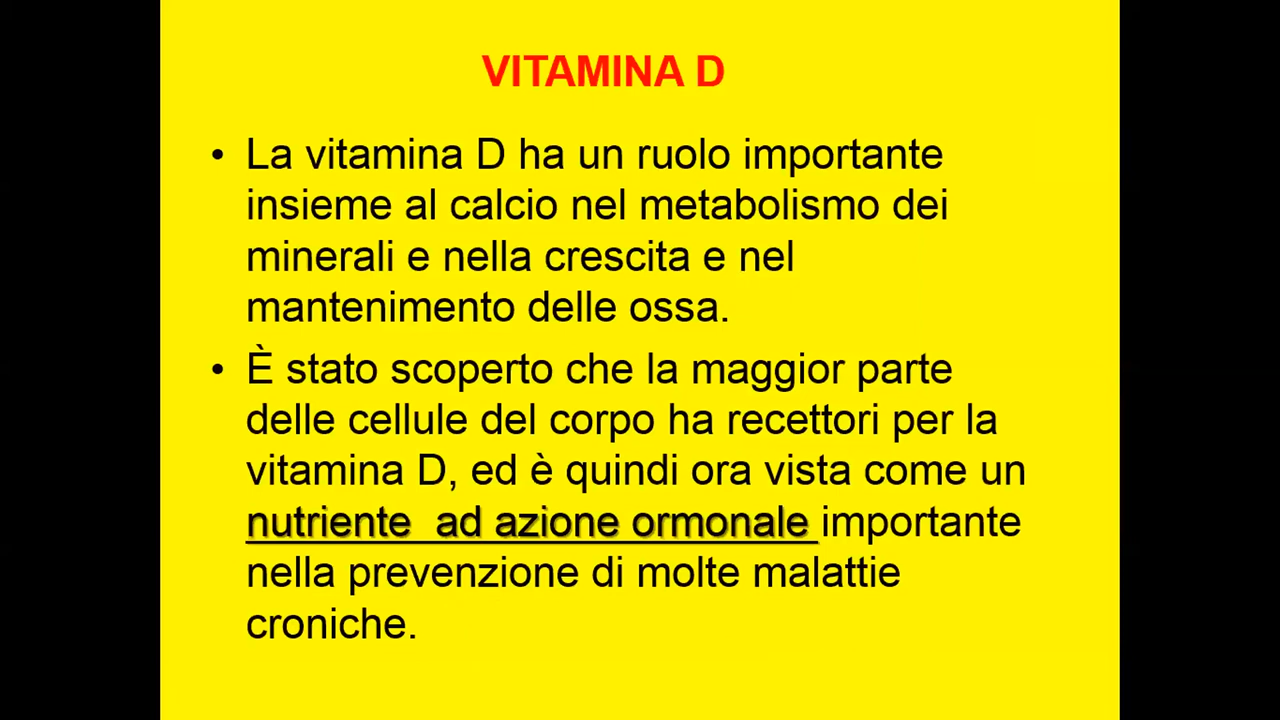 VITAMINA D
• La vitamina D ha un ruolo importante
insieme al calcio nel metabolismo dei
minerali e nella crescita e nel
mantenimento delle ossa.
• È stato scoperto che la maggior parte
delle cellule del corpo ha recettori per la
vitamina D, ed è quindi ora vista come un
nutriente  ad azione ormonale importante
nella prevenzione di molte malattie
croniche.